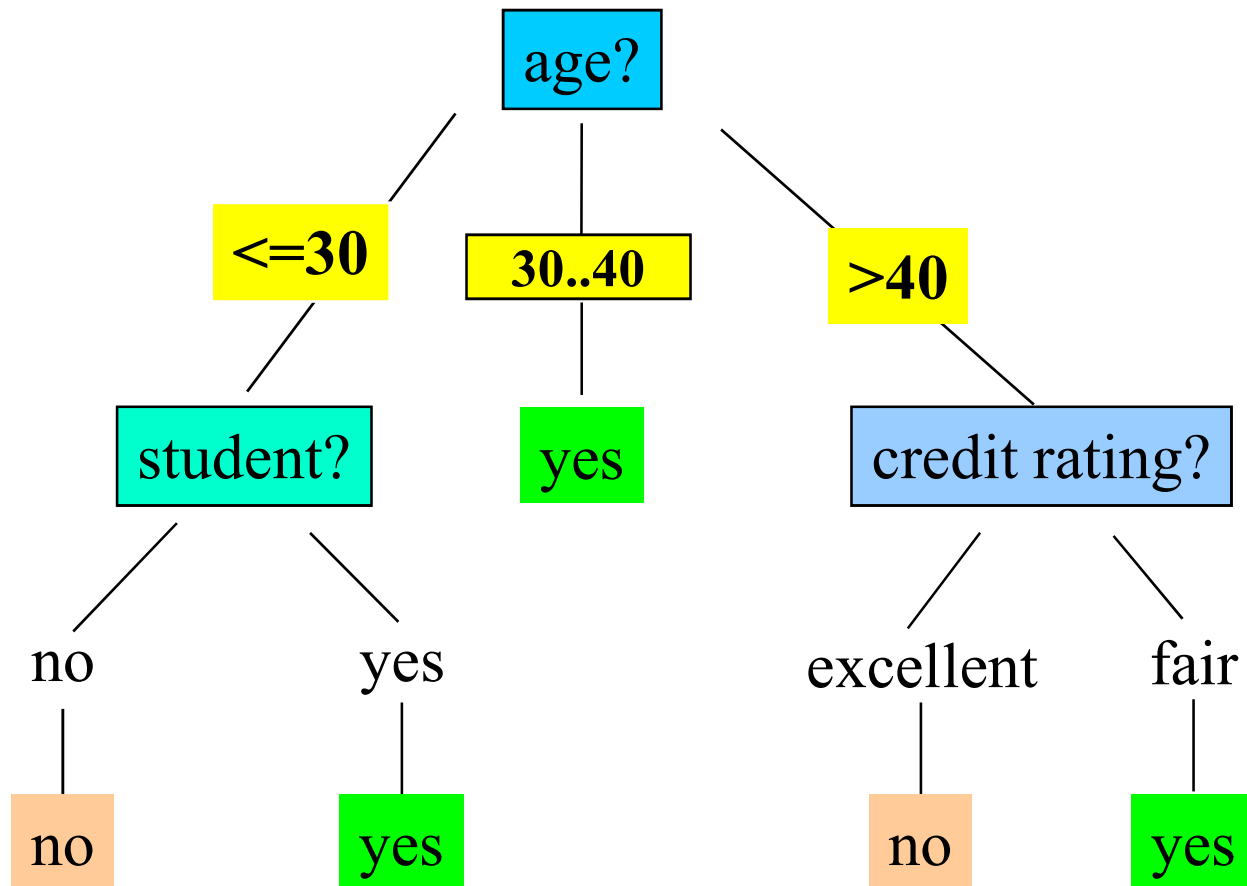 age?
<=30
30..40
>40
student?
yes
credit rating?
no
yes
excellent
fair
no
yes
no
yes